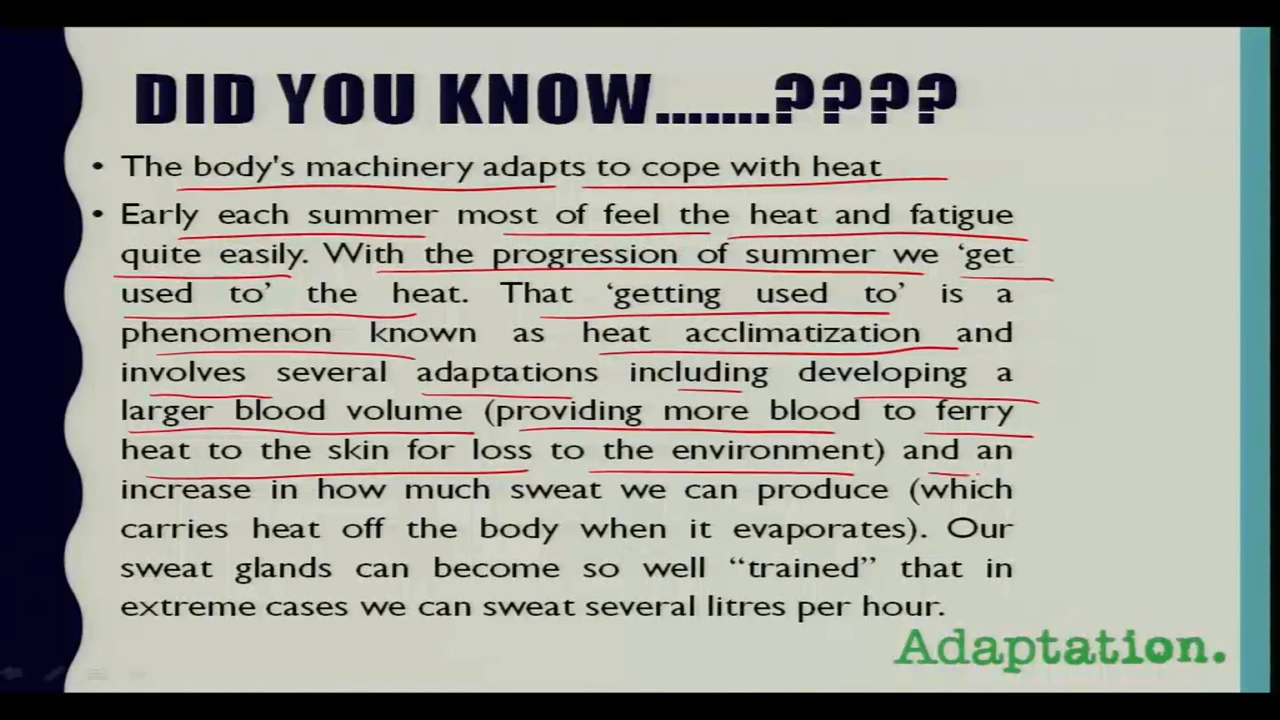 DID YOU KNOW.......????
• The body's machinery adapts to cope with heat
• Early each summer most of feel the heat and fatigue
quite easily. With the progression of summer we ‘get
used to’ the heat. That ‘getting used to’ is a
phenomenon known as heat acclimatization and
involves several adaptations including developing a
larger blood volume (providing more blood to ferry
heat to the skin for loss to the environment) and an
increase in how much sweat we can produce (which
carries heat off the body when it evaporates). Our
sweat glands can become so well “trained” that in
extreme cases we can sweat several litres per hour.
Adaptation.